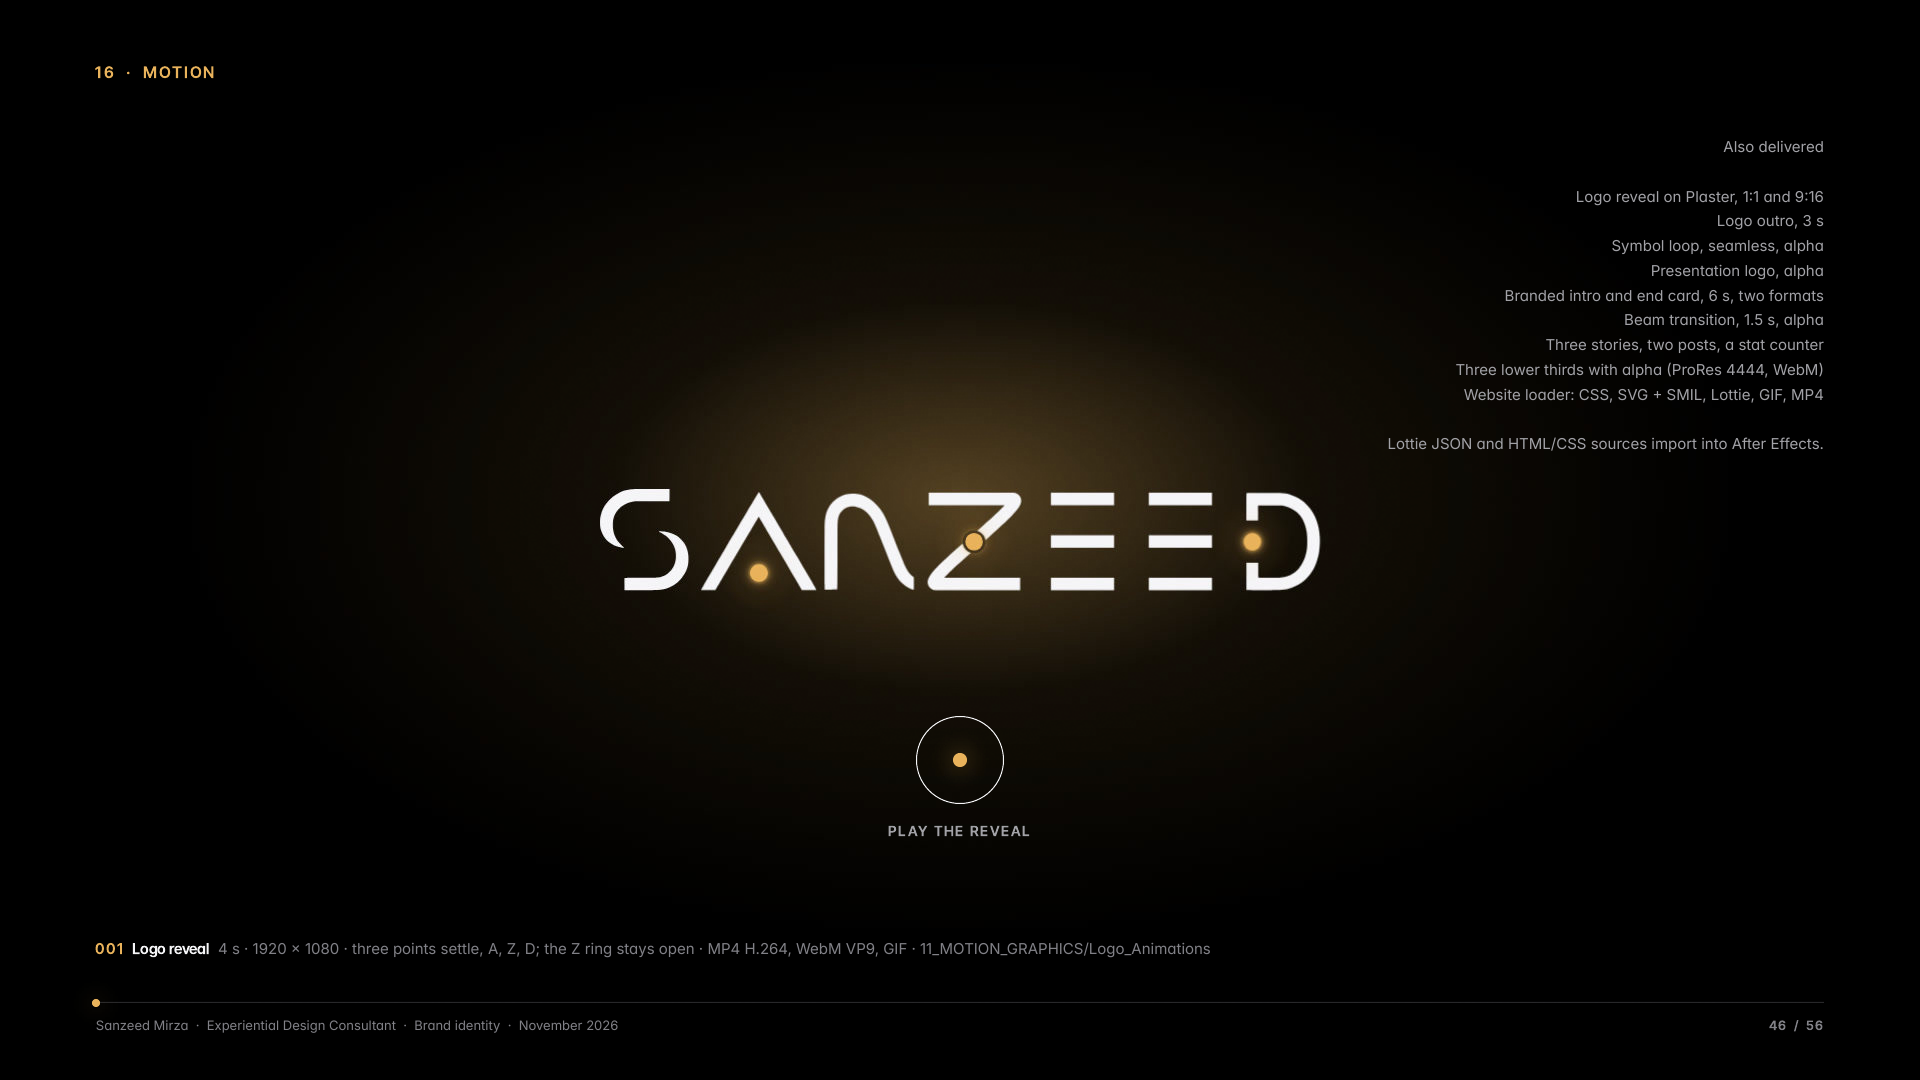 16 · MOTION
Also delivered
Logo reveal on Plaster, 1:1 and 9:16
Logo outro, 3 s
Symbol loop, seamless, alpha
Presentation logo, alpha
Branded intro and end card, 6 s, two formats
Beam transition, 1.5 s, alpha
Three stories, two posts, a stat counter
Three lower thirds with alpha (ProRes 4444, WebM)
Website loader: CSS, SVG + SMIL, Lottie, GIF, MP4
Lottie JSON and HTML/CSS sources import into After Effects.
SANZEED
PLAY THE REVEAL
001 Logo reveal 4 s · 1920 × 1080 · three points settle, A, Z, D; the Z ring stays open · MP4 H.264, WebM VP9, GIF · 11_MOTION_GRAPHICS/Logo_Animations
Sanzeed Mirza · Experiential Design Consultant · Brand identity · November 2026
46 / 56